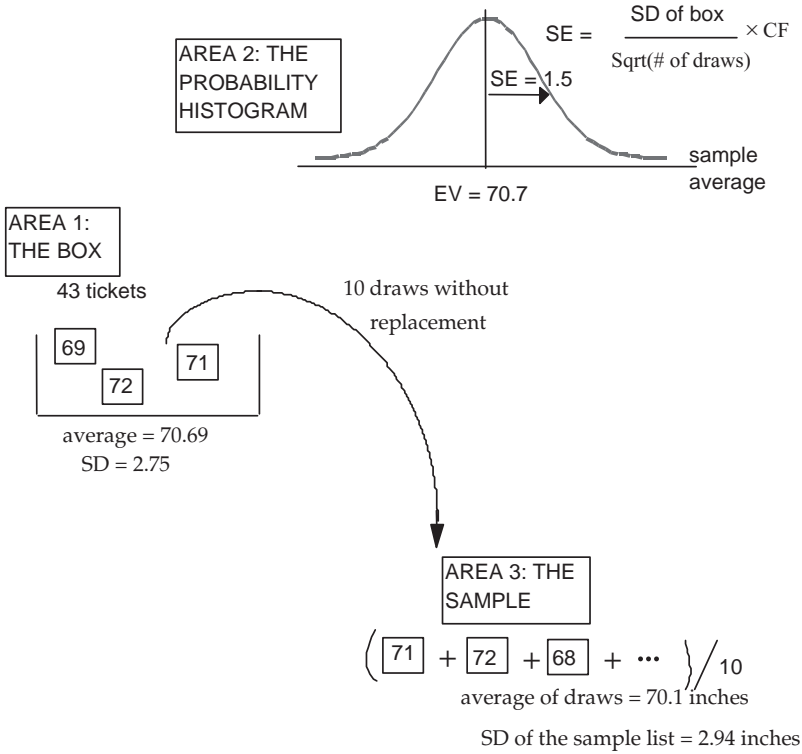 AREA 2: THE
PROBABILITY
HISTOGRAM
SE = SD of box / Sqrt(# of draws) × CF
SE = 1.5
sample
average
EV = 70.7
AREA 1:
THE BOX
43 tickets
10 draws without
replacement
69
72
71
average = 70.69
SD = 2.75
AREA 3: THE
SAMPLE
( 71 + 72 + 68 + ••• ) / 10
average of draws = 70.1 inches
SD of the sample list = 2.94 inches